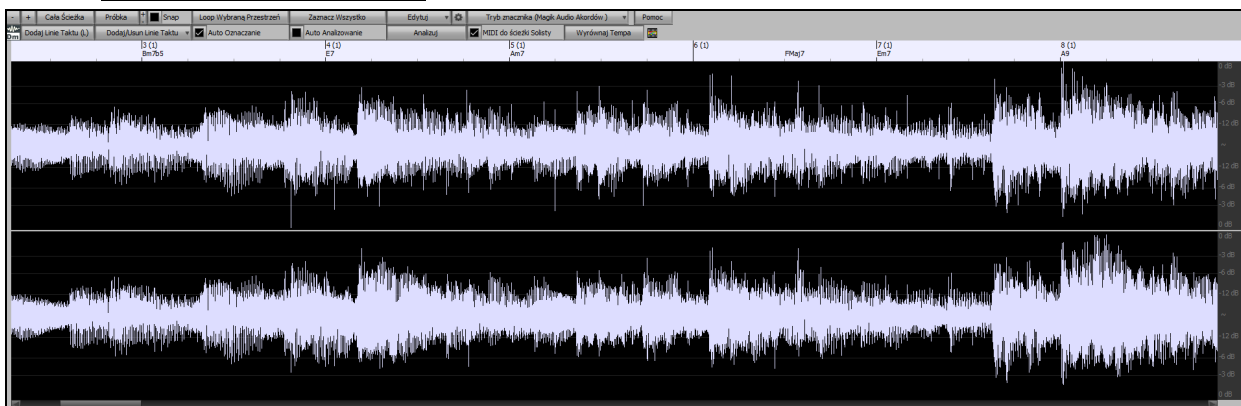 - + Cała Ścieżka Próbka + - Snap Loop Wybraną Przestrzeń Zaznacz Wszystko Edytuj Tryb znacznika (Magik Audio Akordów ) Pomoc
Dm Dodaj Linie Taktu (L) Dodaj/Usun Linie Taktu Auto Oznaczanie Auto Analizowanie Analizuj MIDI do ścieżki Solisty Wyrównaj Tempa
3 (1) 4 (1) 5 (1) 6 (1) 7 (1) 8 (1)
Bm7b5 E7 Am7 FMaj7 Em7 A9
0 dB
-3 dB
-6 dB
-12 dB
-12 dB
-6 dB
-3 dB
0 dB
0 dB
-3 dB
-6 dB
-12 dB
-12 dB
-6 dB
-3 dB
0 dB